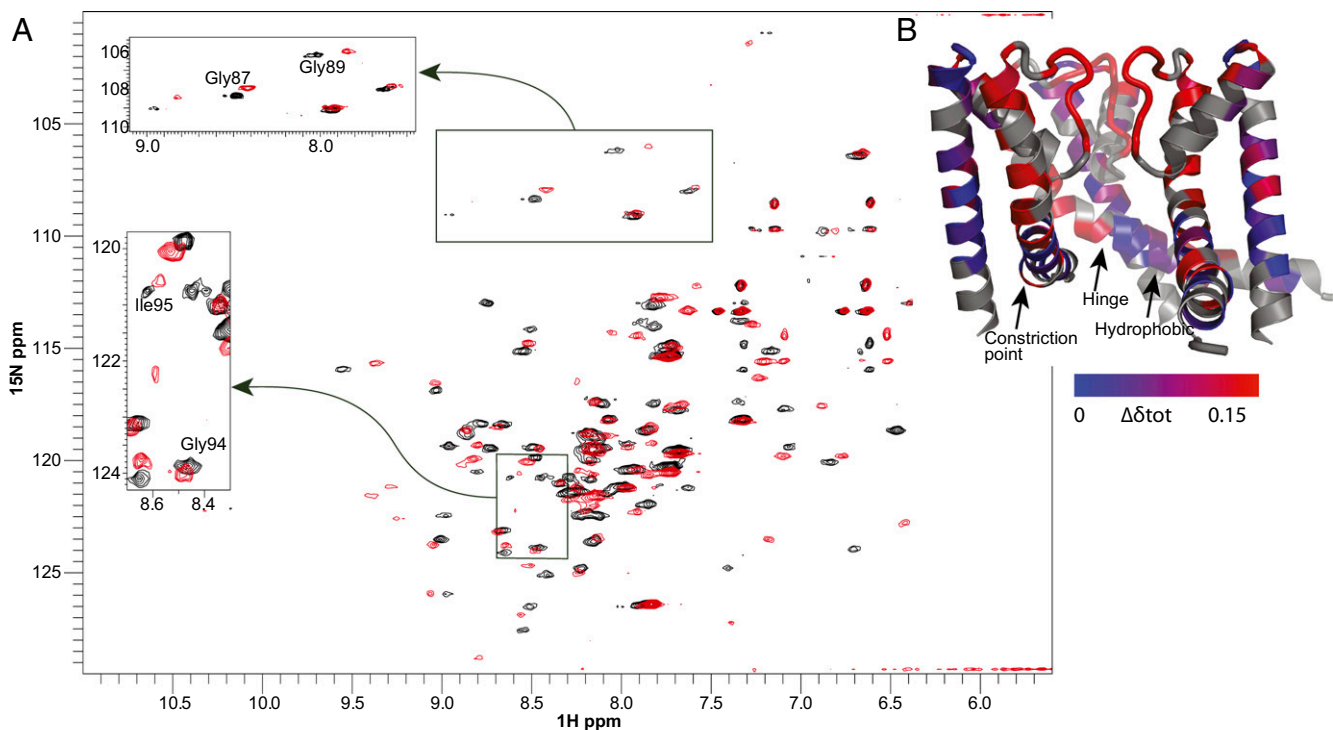 A
B
106
108
110
Gly87
Gly89
9.0
8.0
105
110
115
120
125
15N ppm
120
122
124
Ile95
Gly94
8.6
8.4
10.5
10.0
9.5
9.0
8.5
8.0
7.5
7.0
6.5
6.0
1H ppm
Constriction
point
Hinge
Hydrophobic
0
Δδtot
0.15